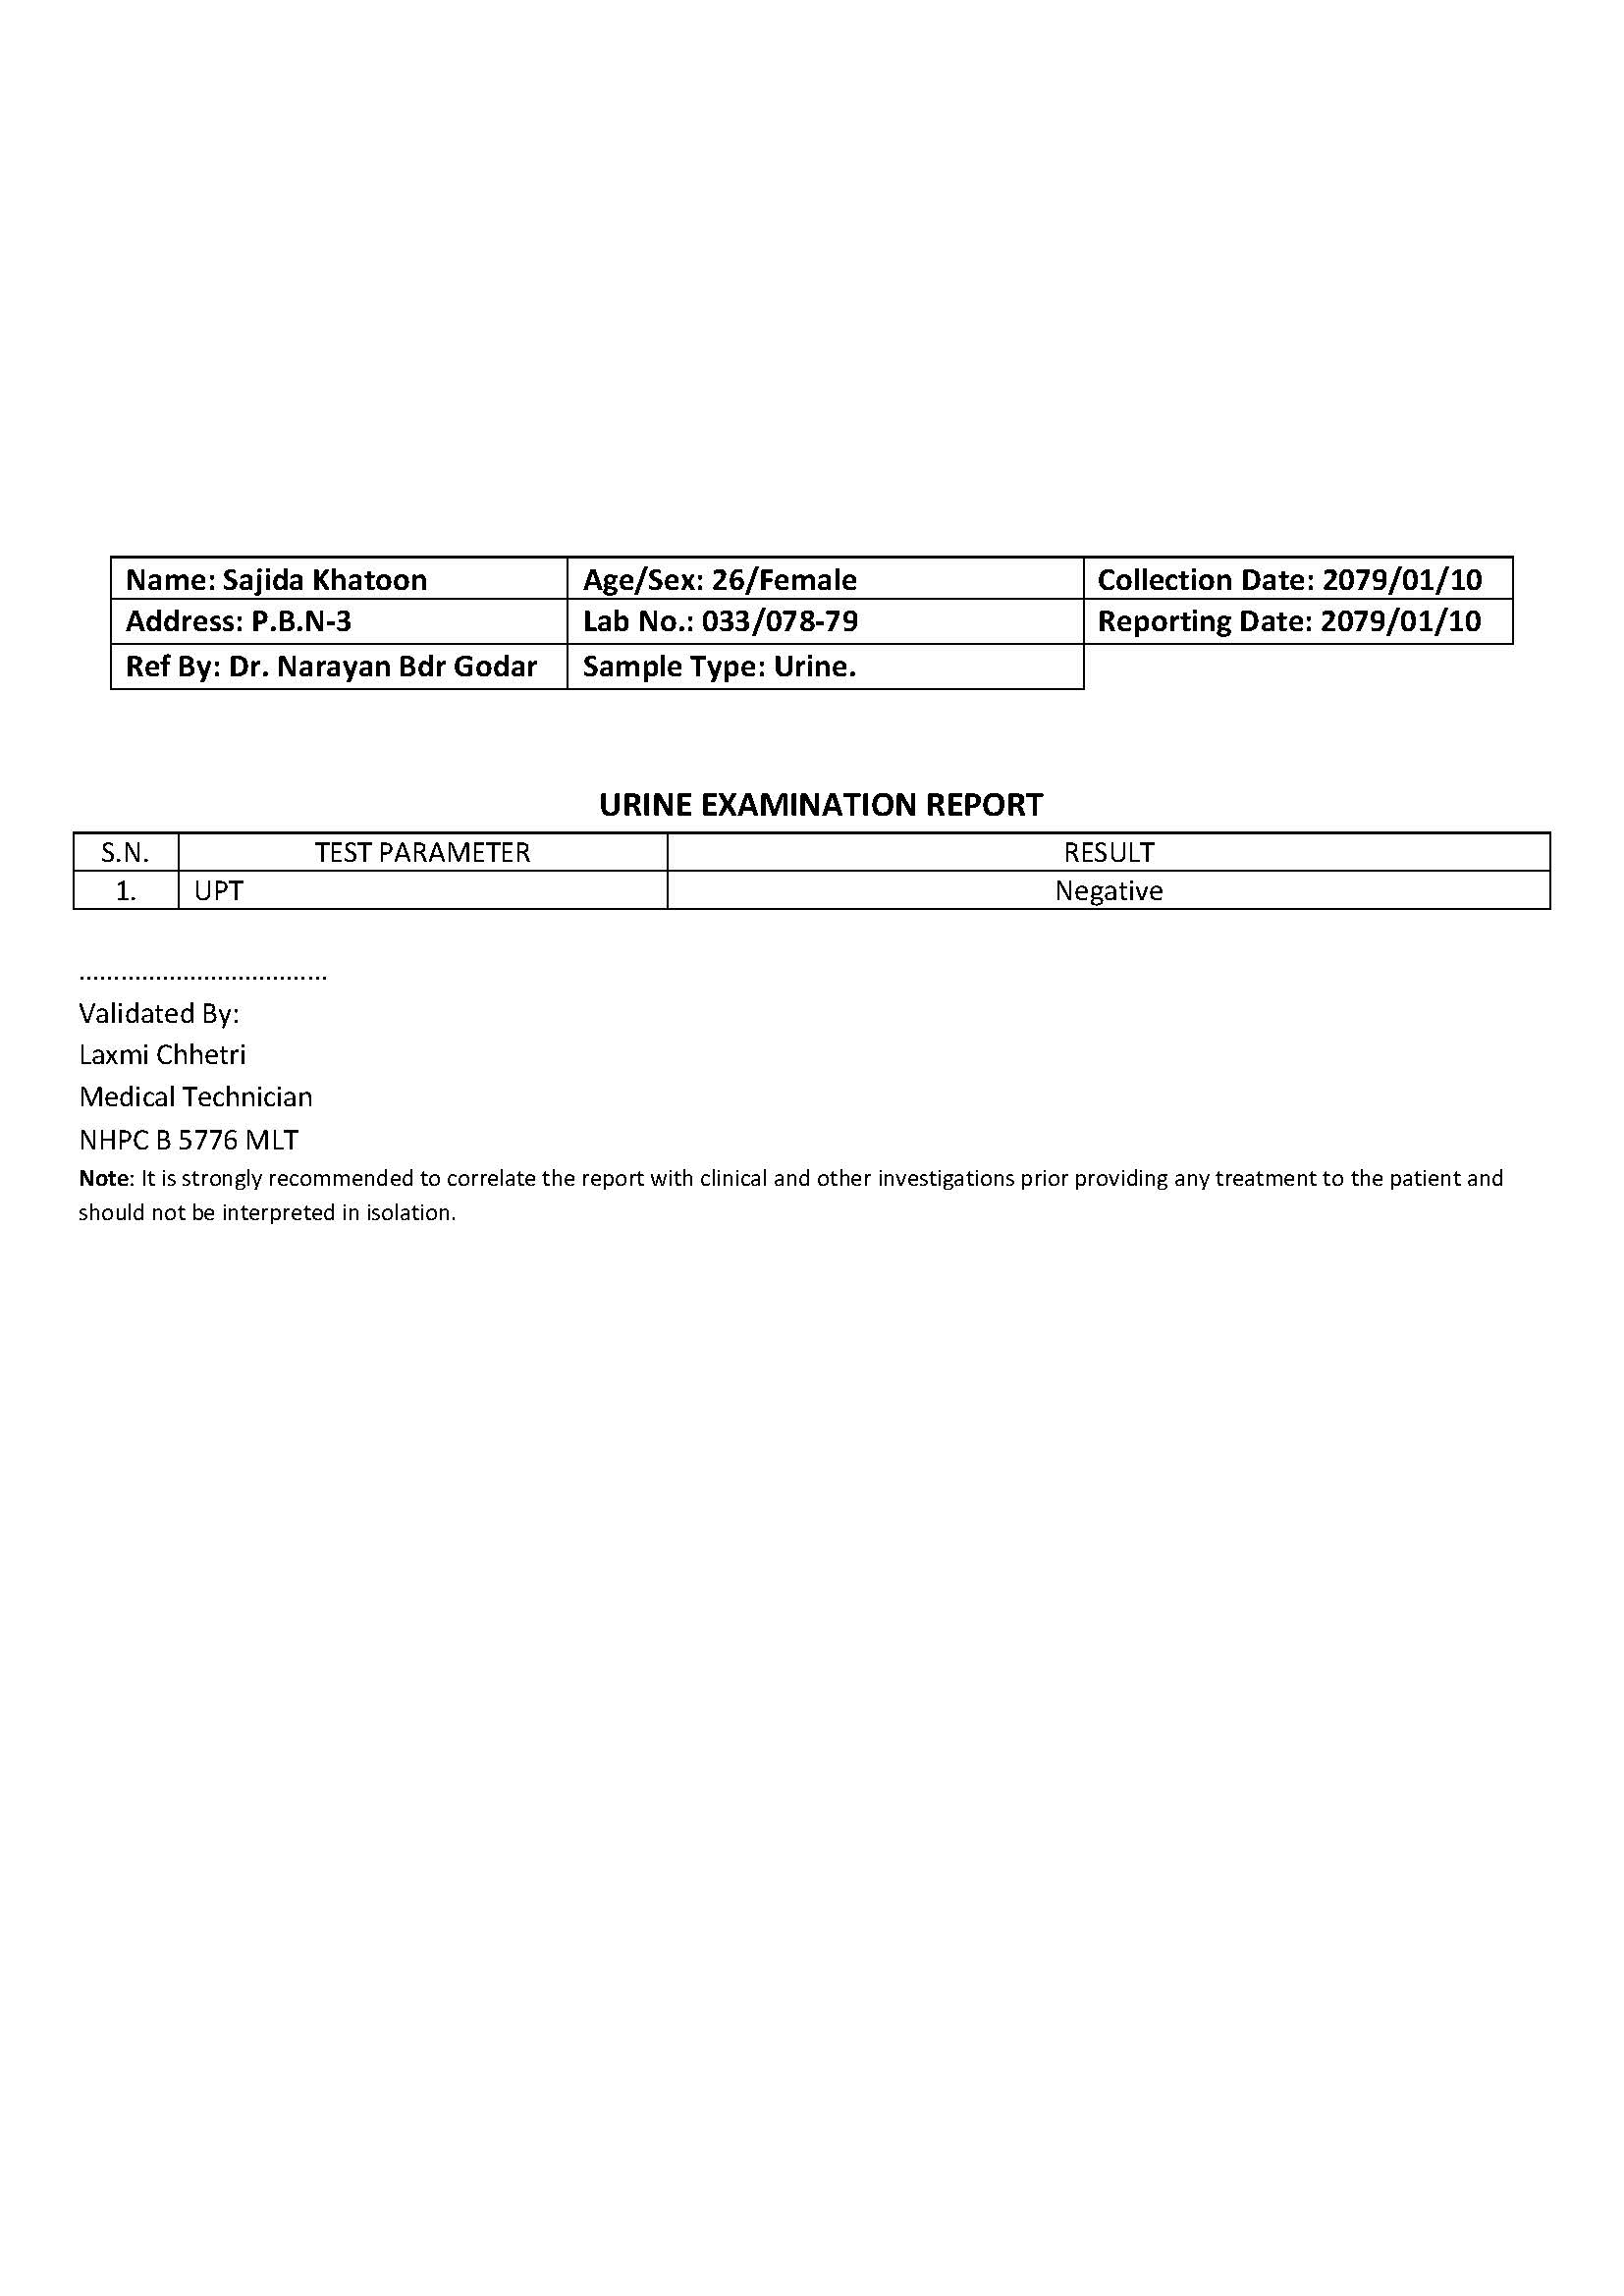 Name: Sajida Khatoon Age/Sex: 26/Female Collection Date: 2079/01/10
Address: P.B.N-3 Lab No.: 033/078-79 Reporting Date: 2079/01/10
Ref By: Dr. Narayan Bdr Godar Sample Type: Urine.
URINE EXAMINATION REPORT
S.N. TEST PARAMETER RESULT
1. UPT Negative
....................................
Validated By:
Laxmi Chhetri
Medical Technician
NHPC B 5776 MLT
Note: It is strongly recommended to correlate the report with clinical and other investigations prior providing any treatment to the patient and
should not be interpreted in isolation.